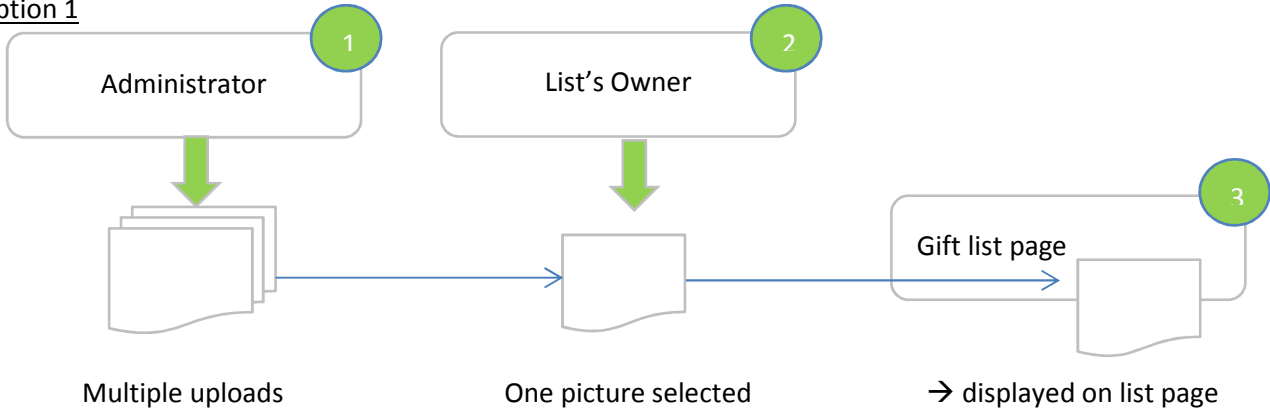 ption 1
1
2
Administrator
List’s Owner
3
Gift list page
Multiple uploads
One picture selected
→ displayed on list page